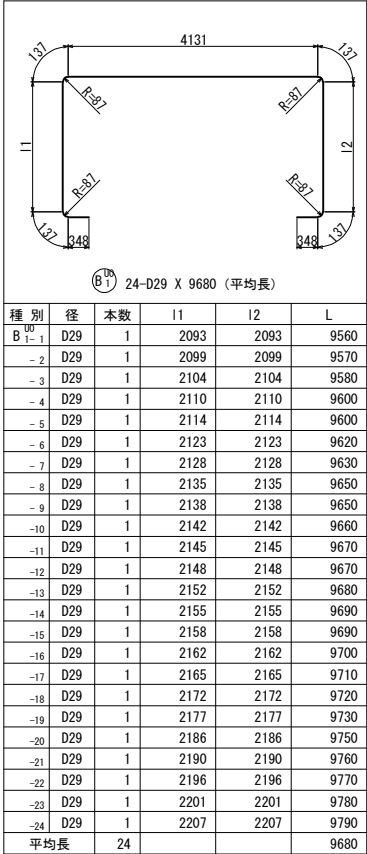 4131
137
137
R=87
R=87
l1
l2
R=87
R=87
137
348
348
137
B U0 1 24-D29 X 9680 (平均長)
種 別 径 本数 l1 l2 L
B U0 1- 1 D29 1 2093 2093 9560
- 2 D29 1 2099 2099 9570
- 3 D29 1 2104 2104 9580
- 4 D29 1 2110 2110 9600
- 5 D29 1 2114 2114 9600
- 6 D29 1 2123 2123 9620
- 7 D29 1 2128 2128 9630
- 8 D29 1 2135 2135 9650
- 9 D29 1 2138 2138 9650
-10 D29 1 2142 2142 9660
-11 D29 1 2145 2145 9670
-12 D29 1 2148 2148 9670
-13 D29 1 2152 2152 9680
-14 D29 1 2155 2155 9690
-15 D29 1 2158 2158 9690
-16 D29 1 2162 2162 9700
-17 D29 1 2165 2165 9710
-18 D29 1 2172 2172 9720
-19 D29 1 2177 2177 9730
-20 D29 1 2186 2186 9750
-21 D29 1 2190 2190 9760
-22 D29 1 2196 2196 9770
-23 D29 1 2201 2201 9780
-24 D29 1 2207 2207 9790
平均長 24 9680